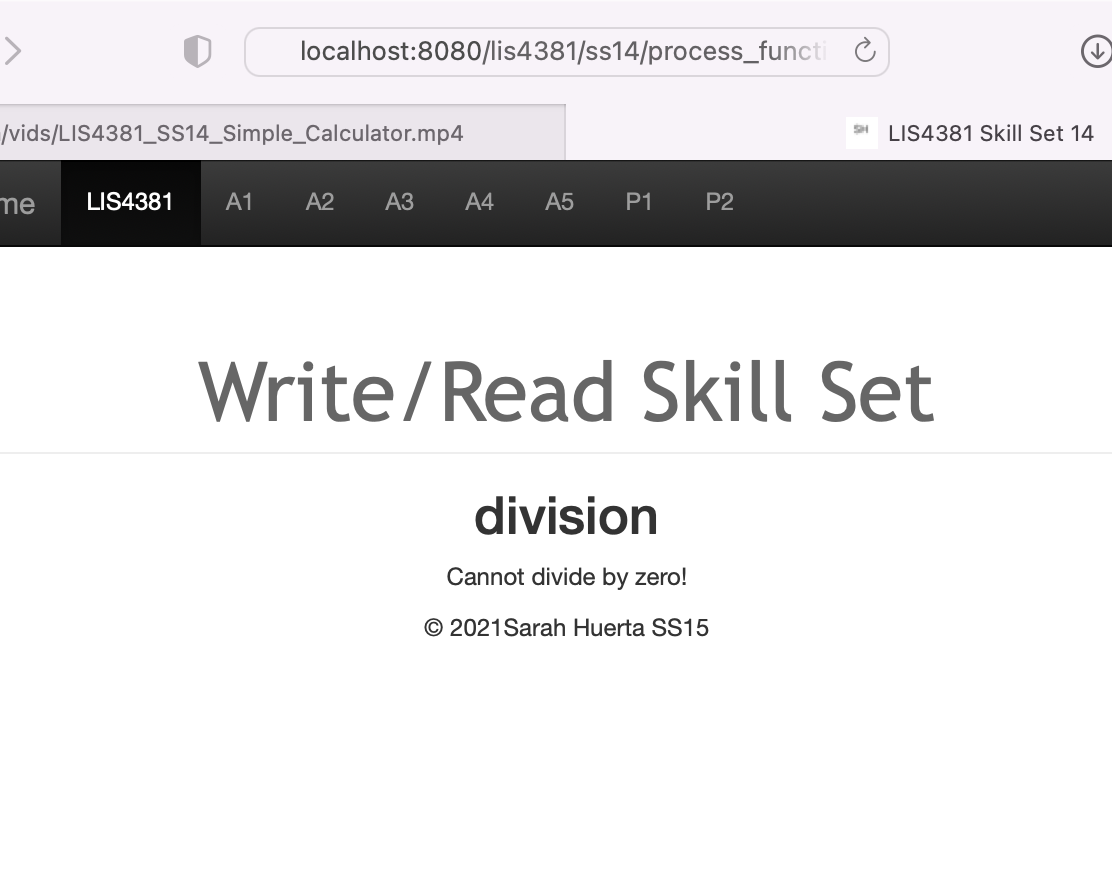 localhost:8080/lis4381/ss14/process_functi
/vids/LIS4381_SS14_Simple_Calculator.mp4
LIS4381 Skill Set 14
me LIS4381 A1 A2 A3 A4 A5 P1 P2
Write/Read Skill Set
division
Cannot divide by zero!
© 2021Sarah Huerta SS15